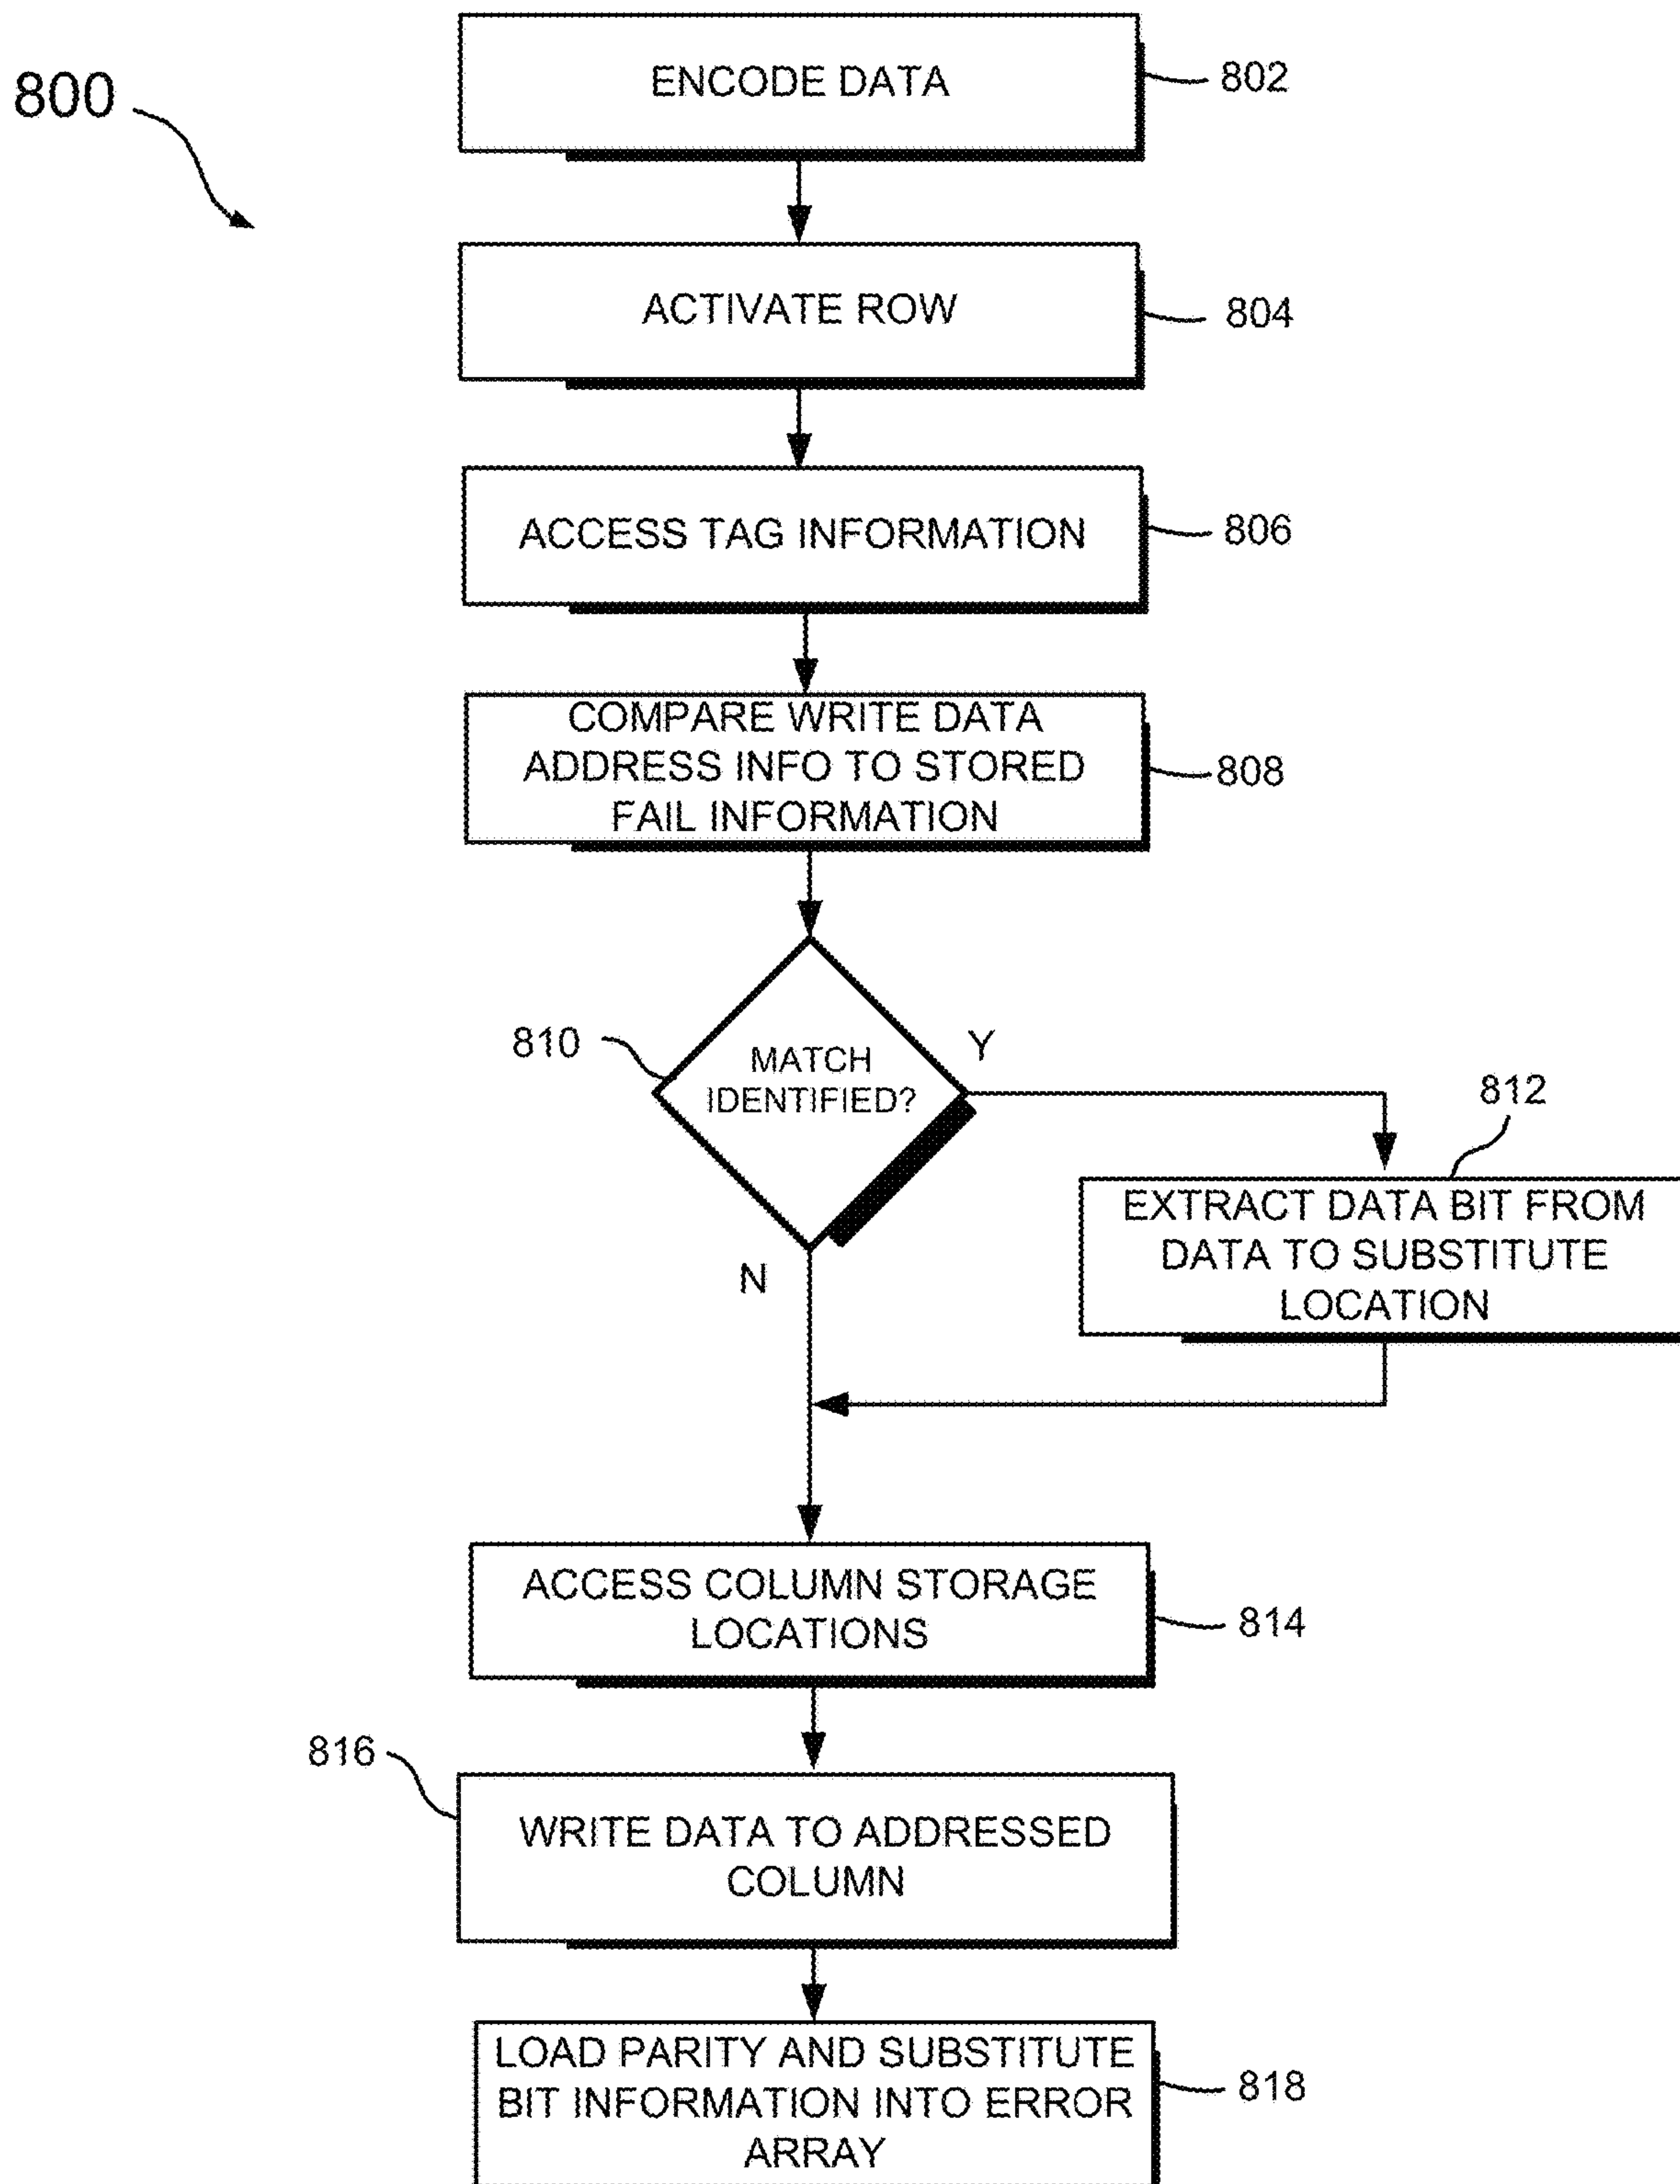 800
ENCODE DATA
802
ACTIVATE ROW
804
ACCESS TAG INFORMATION
806
COMPARE WRITE DATA
ADDRESS INFO TO STORED
FAIL INFORMATION
808
810
MATCH
IDENTIFIED?
Y
N
812
EXTRACT DATA BIT FROM
DATA TO SUBSTITUTE
LOCATION
ACCESS COLUMN STORAGE
LOCATIONS
814
816
WRITE DATA TO ADDRESSED
COLUMN
LOAD PARITY AND SUBSTITUTE
BIT INFORMATION INTO ERROR
ARRAY
818